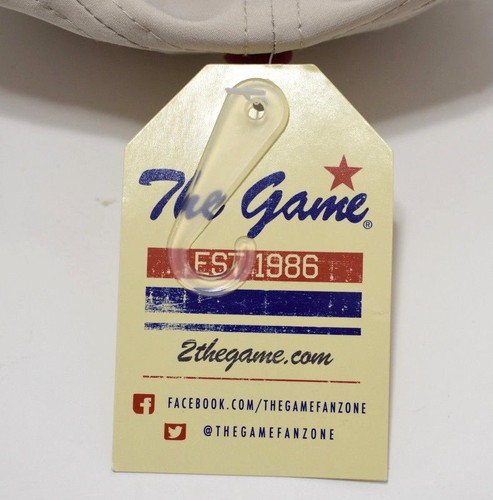 The Game®
EST. 1986
2thegame.com
FACEBOOK.COM/THEGAMEFANZONE
@THEGAMEFANZONE